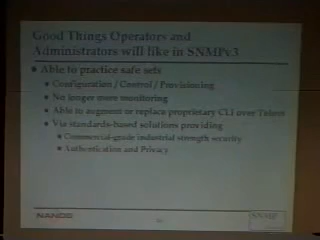 Good Things Operators and
Administrators will like in SNMPv3
Able to practice safe sets
Configuration / Control / Provisioning
No longer mere monitoring
Able to augment or replace proprietary CLI over Telnet
Via standards-based solutions providing
Commercial-grade industrial strength security
Authentication and Privacy
NANOG
SNMP